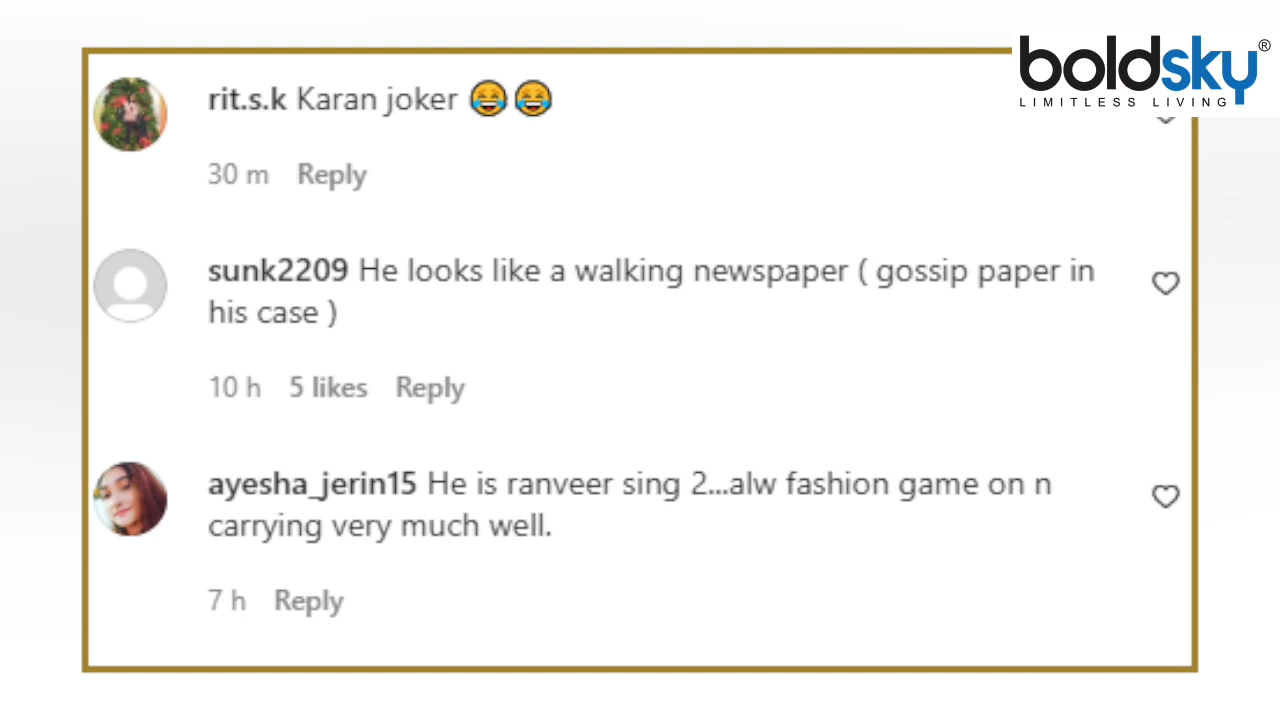 boldsky®
LIMITLESS LIVING
rit.s.k Karan joker 😂😂
30 m Reply
sunk2209 He looks like a walking newspaper ( gossip paper in
his case )
10 h 5 likes Reply
ayesha_jerin15 He is ranveer sing 2...alw fashion game on n
carrying very much well.
7 h Reply